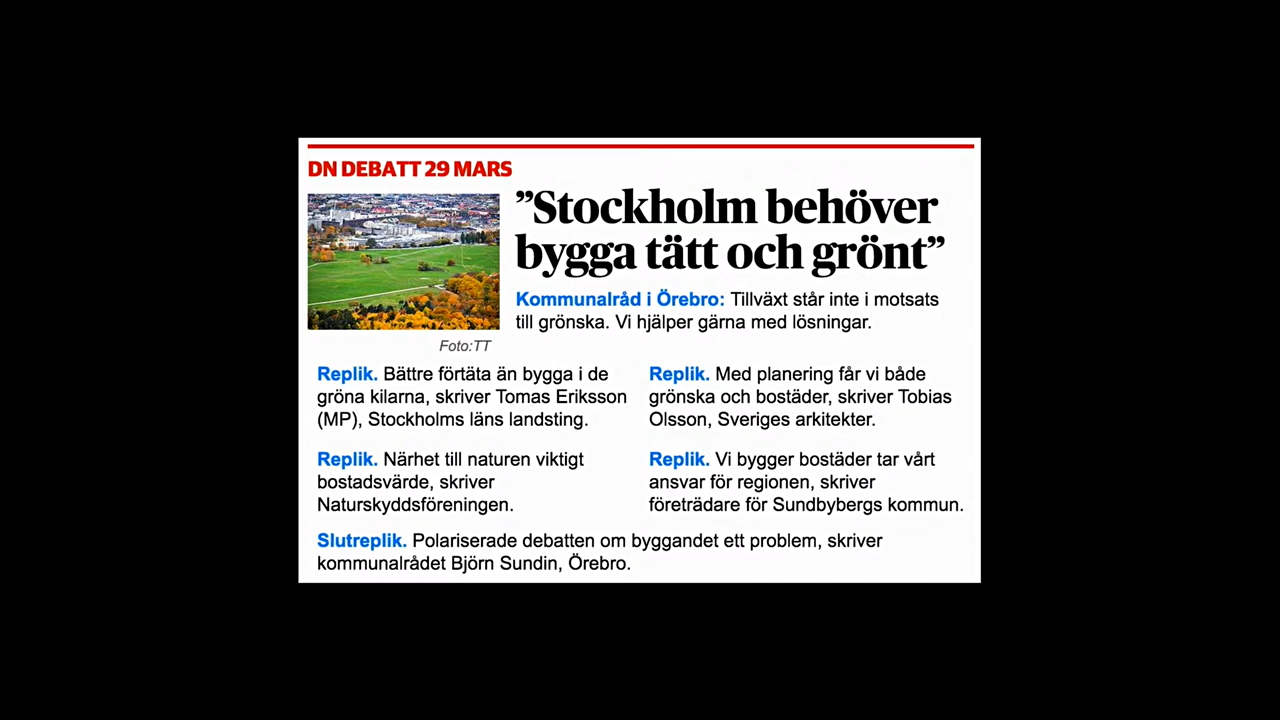 DN DEBATT 29 MARS
”Stockholm behöver
bygga tätt och grönt”
Kommunalråd i Örebro: Tillväxt står inte i motsats
till grönska. Vi hjälper gärna med lösningar.
Foto:TT
Replik. Bättre förtäta än bygga i de
gröna kilarna, skriver Tomas Eriksson
(MP), Stockholms läns landsting.
Replik. Med planering får vi både
grönska och bostäder, skriver Tobias
Olsson, Sveriges arkitekter.
Replik. Närhet till naturen viktigt
bostadsvärde, skriver
Naturskyddsföreningen.
Replik. Vi bygger bostäder tar vårt
ansvar för regionen, skriver
företrädare för Sundbybergs kommun.
Slutreplik. Polariserade debatten om byggandet ett problem, skriver
kommunalrådet Björn Sundin, Örebro.